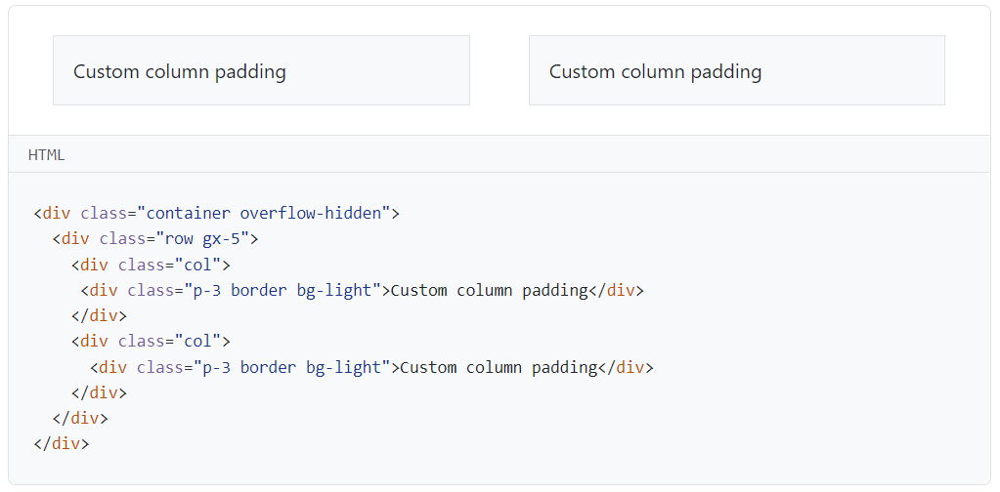 Custom column padding Custom column padding
HTML
<div class="container overflow-hidden">
  <div class="row gx-5">
    <div class="col">
     <div class="p-3 border bg-light">Custom column padding</div>
    </div>
    <div class="col">
      <div class="p-3 border bg-light">Custom column padding</div>
    </div>
  </div>
</div>